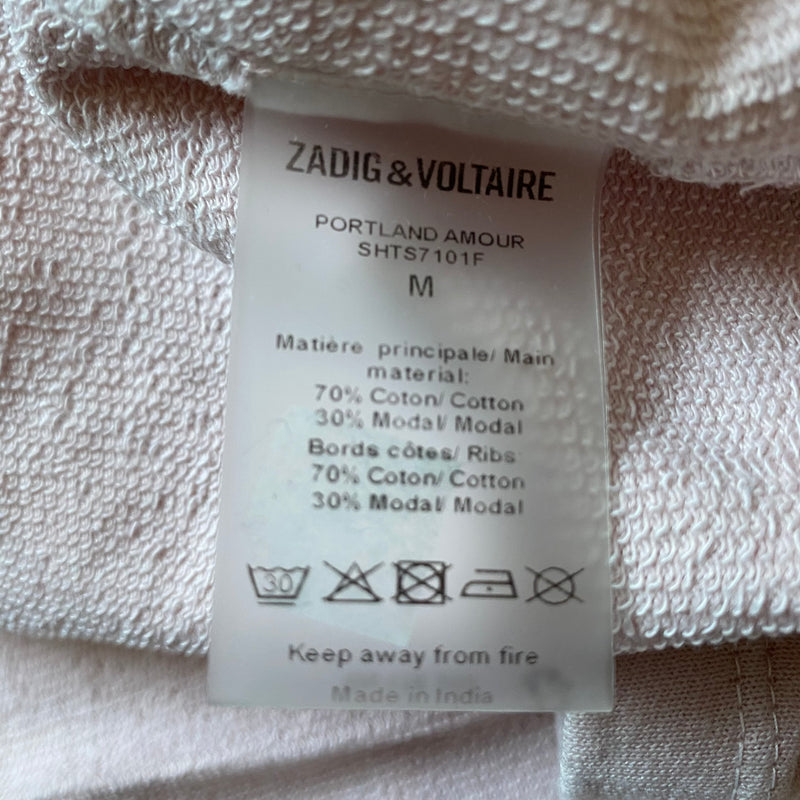 ZADIG & VOLTAIRE
PORTLAND AMOUR
SHTS7101F
M
Matière principale/ Main
material:
70% Coton/ Cotton
30% Modal/ Modal
Bords côtes/ Ribs
70% Coton/ Cotton
30% Modal/ Modal
30
Keep away from fire
Made in India